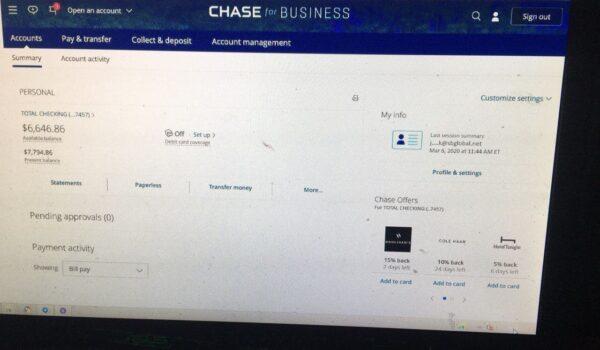 Open an account
CHASE for BUSINESS
Sign out
Accounts
Pay & transfer
Collect & deposit
Account management
Summary
Account activity
PERSONAL
Customize settings
TOTAL CHECKING (...7457)
$6,646.86
Available balance
$7,794.86
Present balance
Off
Set up
Debit card coverage
Statements
Paperless
Transfer money
More...
Pending approvals (0)
Payment activity
Showing
Bill pay
My info
Last session summary
j....k@sbglobal.net
Mar 6, 2020 at 11:44 AM ET
Profile & settings
Chase Offers
For TOTAL CHECKING (...7457)
COLE HAAN
HotelTonight
15% back
2 days left
Add to card
10% back
24 days left
Add to card
5% back
6 days left
Add to card
ASUS